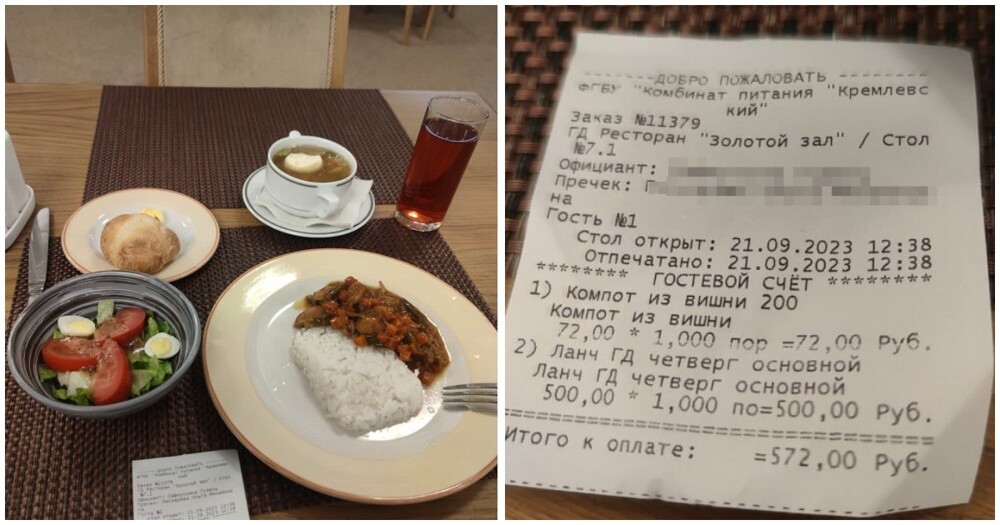 ДОБРО ПОЖАЛОВАТЬ
ФГБУ "Комбинат питания "Кремлевс
кий"
Заказ №11379
ГД Ресторан "Золотой зал" / Стол
№7.1
Официант:
Пречек: Г
на
Гость №1
Стол открыт: 21.09.2023 12:38
Отпечатано: 21.09.2023 12:38
******** ГОСТЕВОЙ СЧЁТ ********
1) Компот из вишни 200
Компот из вишни
72,00 * 1,000 пор =72,00 Руб.
2) Ланч ГД четверг основной
Ланч ГД четверг основной
500,00 * 1,000 по=500,00 Руб.
Итого к оплате: =572,00 Руб.